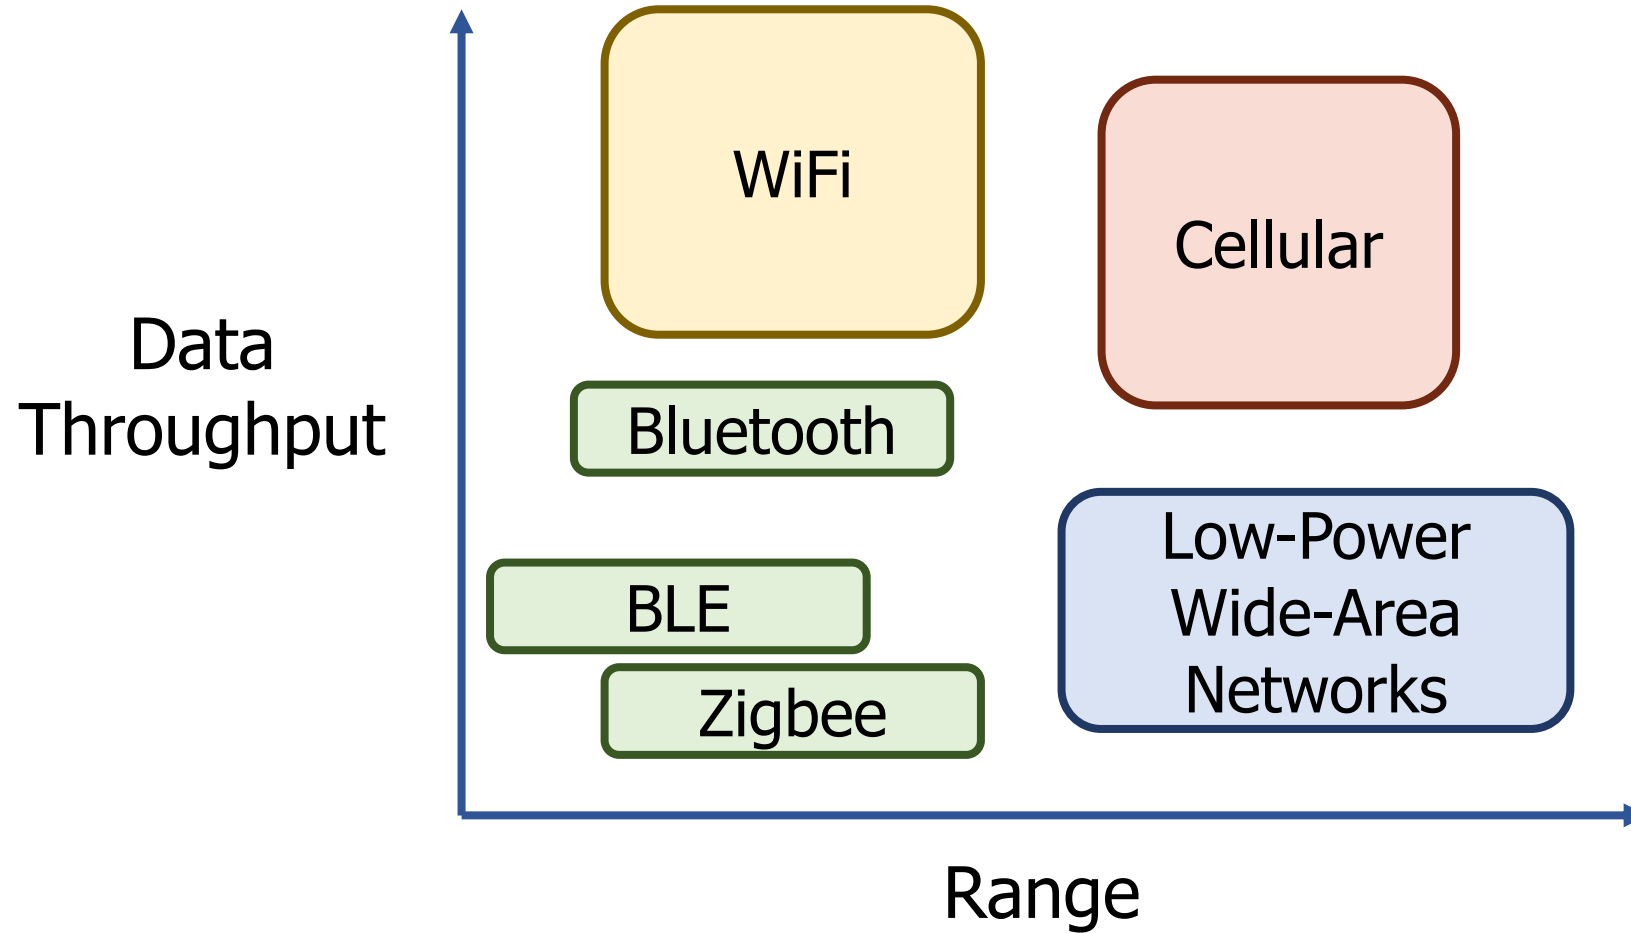 WiFi
Cellular
Data
Throughput
Bluetooth
Low-Power
Wide-Area
Networks
BLE
Zigbee
Range